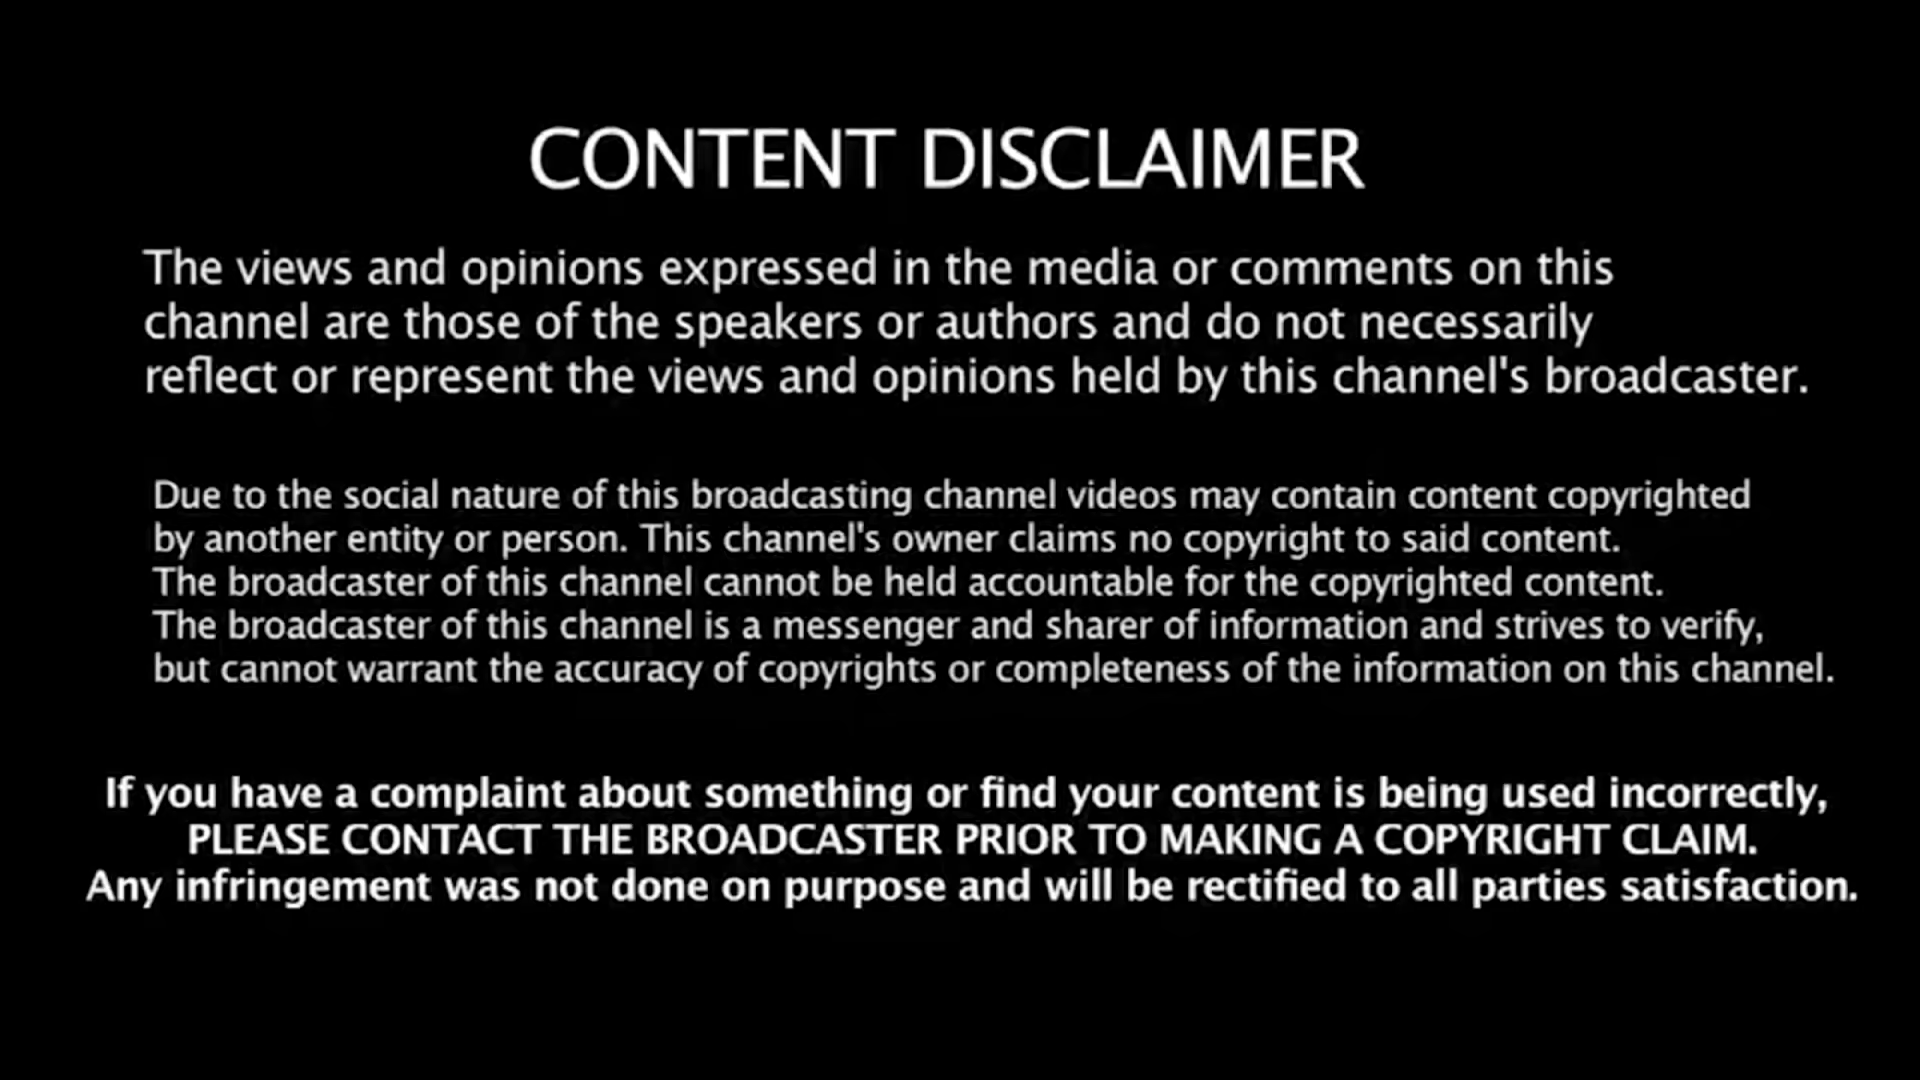 CONTENT DISCLAIMER
The views and opinions expressed in the media or comments on this
channel are those of the speakers or authors and do not necessarily
reflect or represent the views and opinions held by this channel's broadcaster.
Due to the social nature of this broadcasting channel videos may contain content copyrighted
by another entity or person. This channel's owner claims no copyright to said content.
The broadcaster of this channel cannot be held accountable for the copyrighted content.
The broadcaster of this channel is a messenger and sharer of information and strives to verify,
but cannot warrant the accuracy of copyrights or completeness of the information on this channel.
If you have a complaint about something or find your content is being used incorrectly,
PLEASE CONTACT THE BROADCASTER PRIOR TO MAKING A COPYRIGHT CLAIM.
Any infringement was not done on purpose and will be rectified to all parties satisfaction.